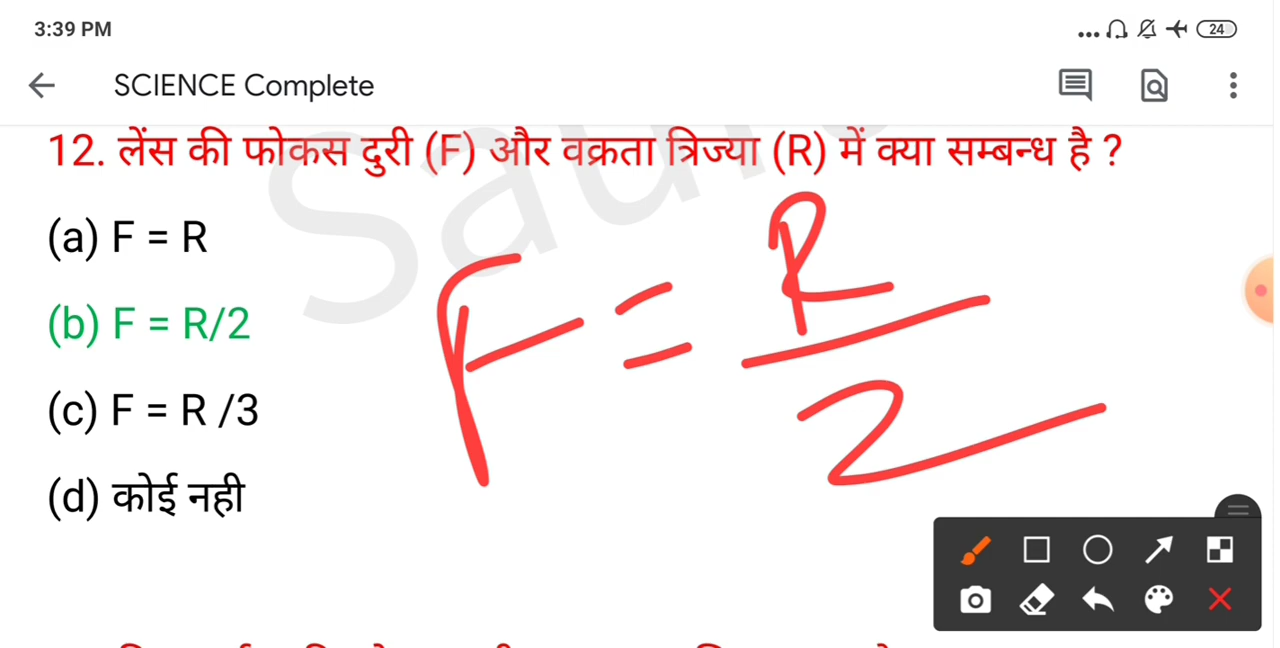 3:39 PM
24
SCIENCE Complete
12. लेंस की फोकस दुरी (F) और वक्रता त्रिज्या (R) में क्या सम्बन्ध है ?
(a) F = R
(b) F = R/2
(c) F = R /3
(d) कोई नही
F = R
2